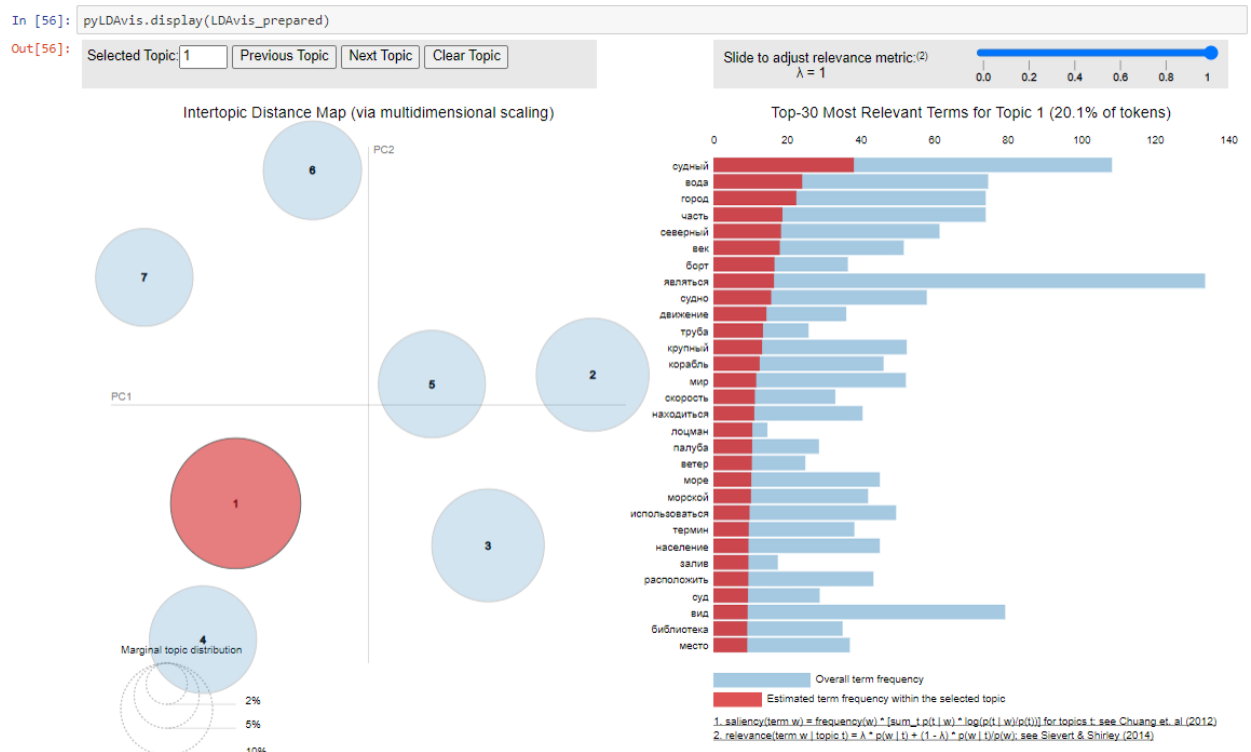 In [56]: pyLDAvis.display(LDAvis_prepared)
Out[56]:
Selected Topic: 1 Previous Topic Next Topic Clear Topic
Slide to adjust relevance metric:(2)
λ = 1
0.0 0.2 0.4 0.6 0.8 1
Intertopic Distance Map (via multidimensional scaling)
PC2
6
7
5
2
PC1
1
3
4
Marginal topic distribution
2%
5%
10%
Top-30 Most Relevant Terms for Topic 1 (20.1% of tokens)
0 20 40 60 80 100 120 140
судный
вода
город
часть
северный
век
борт
являться
судно
движение
труба
крупный
корабль
мир
скорость
находиться
лоцман
палуба
ветер
море
морской
использоваться
термин
население
залив
расположить
суд
вид
библиотека
место
Overall term frequency
Estimated term frequency within the selected topic
1. saliency(term w) = frequency(w) * [sum_t p(t | w) * log(p(t | w)/p(t))] for topics t; see Chuang et. al (2012)
2. relevance(term w | topic t) = λ * p(w | t) + (1 - λ) * p(w | t)/p(w); see Sievert & Shirley (2014)